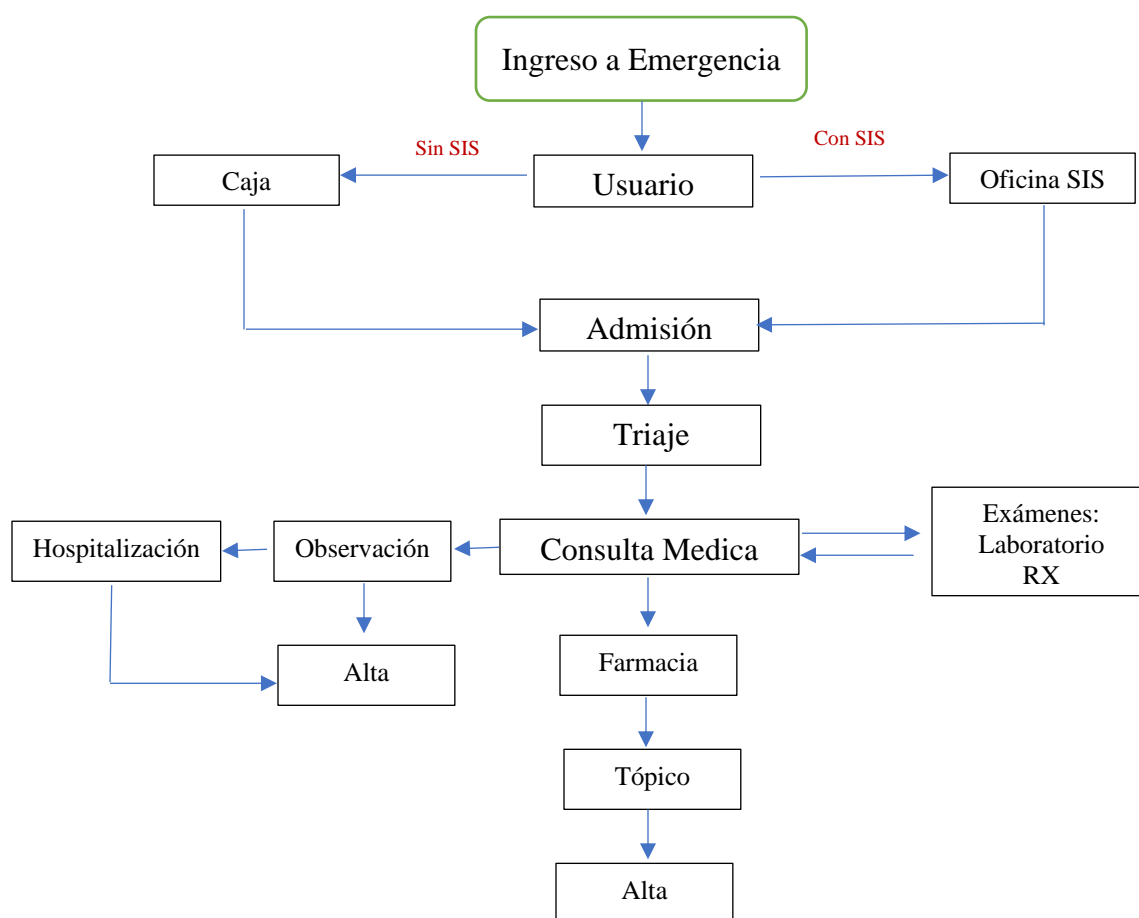 Ingreso a Emergencia
Sin SIS
Con SIS
Caja
Usuario
Oficina SIS
Admisión
Triaje
Hospitalización
Observación
Consulta Medica
Exámenes:
Laboratorio
RX
Alta
Farmacia
Tópico
Alta